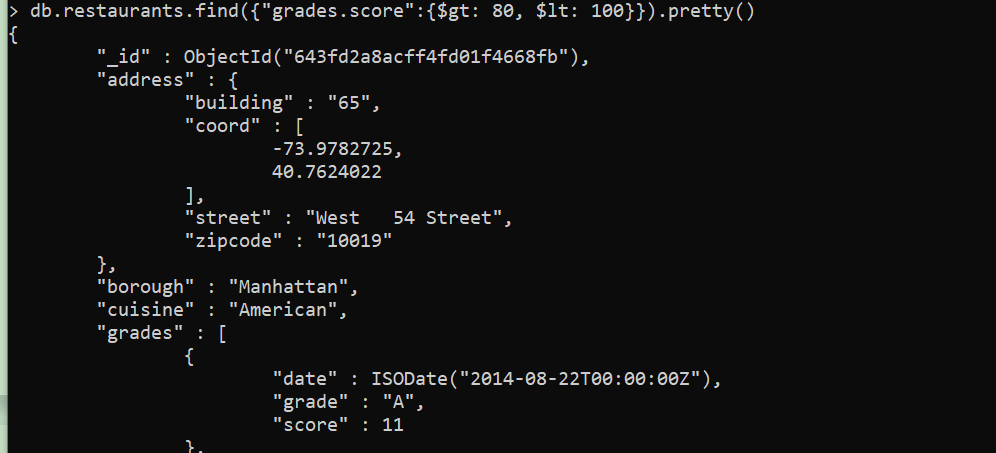 > db.restaurants.find({"grades.score":{$gt: 80, $lt: 100}}).pretty()
{
        "_id" : ObjectId("643fd2a8acff4fd01f4668fb"),
        "address" : {
                "building" : "65",
                "coord" : [
                        -73.9782725,
                        40.7624022
                ],
                "street" : "West   54 Street",
                "zipcode" : "10019"
        },
        "borough" : "Manhattan",
        "cuisine" : "American",
        "grades" : [
                {
                        "date" : ISODate("2014-08-22T00:00:00Z"),
                        "grade" : "A",
                        "score" : 11
                },